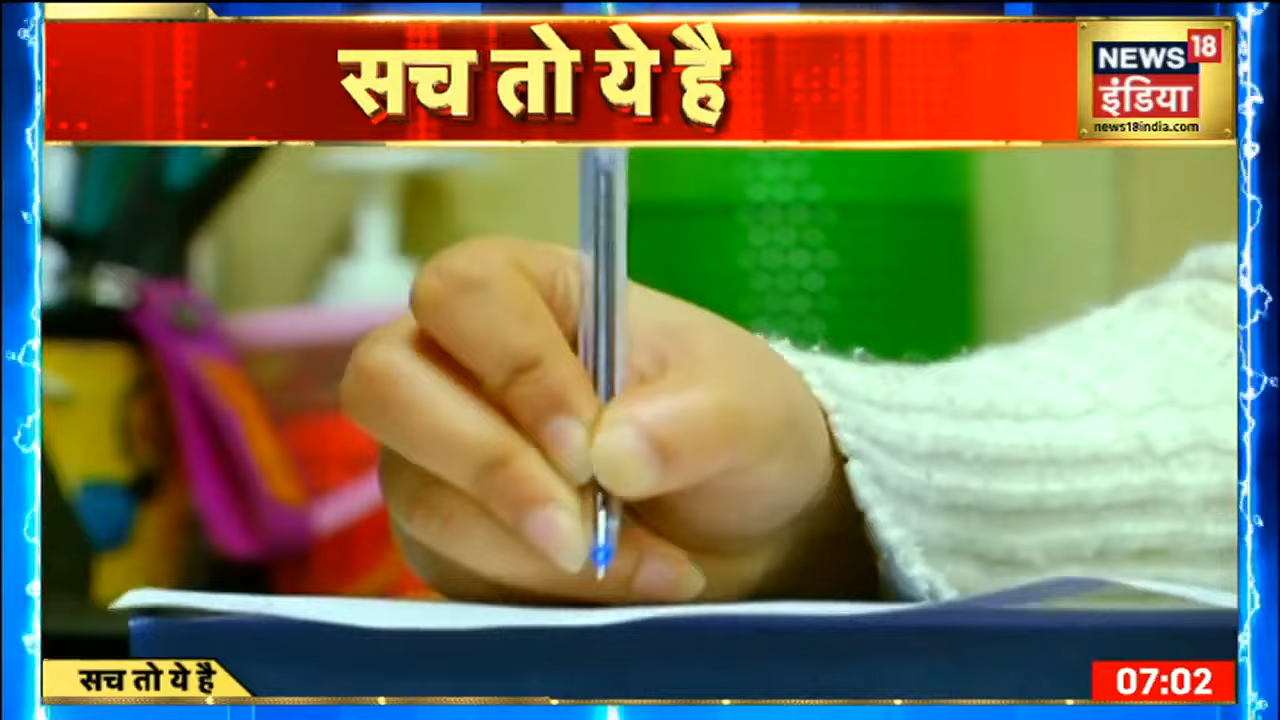 सच तो ये है
NEWS 18
इंडिया
news18india.com
सच तो ये है
07:02